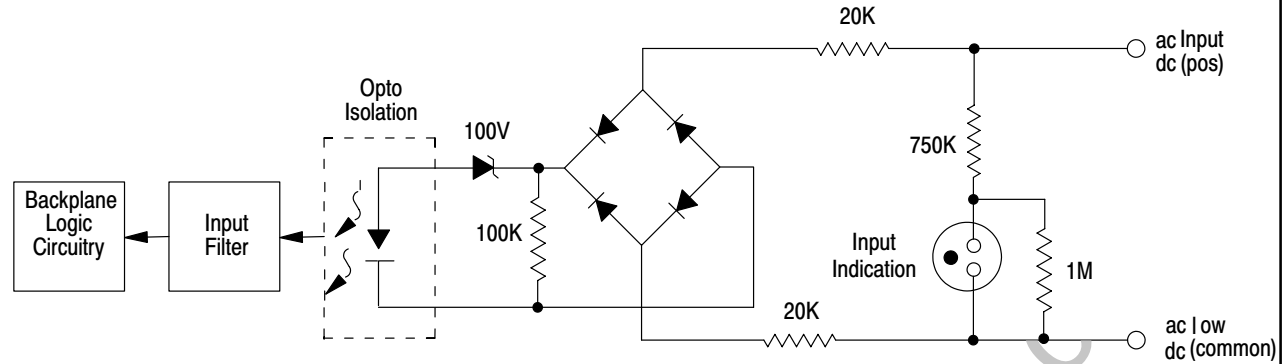 20K
ac Input
dc (pos)
Opto
Isolation
100V
750K
Backplane
Logic
Circuitry
Input
Filter
100K
Input
Indication
1M
20K
ac low
dc (common)